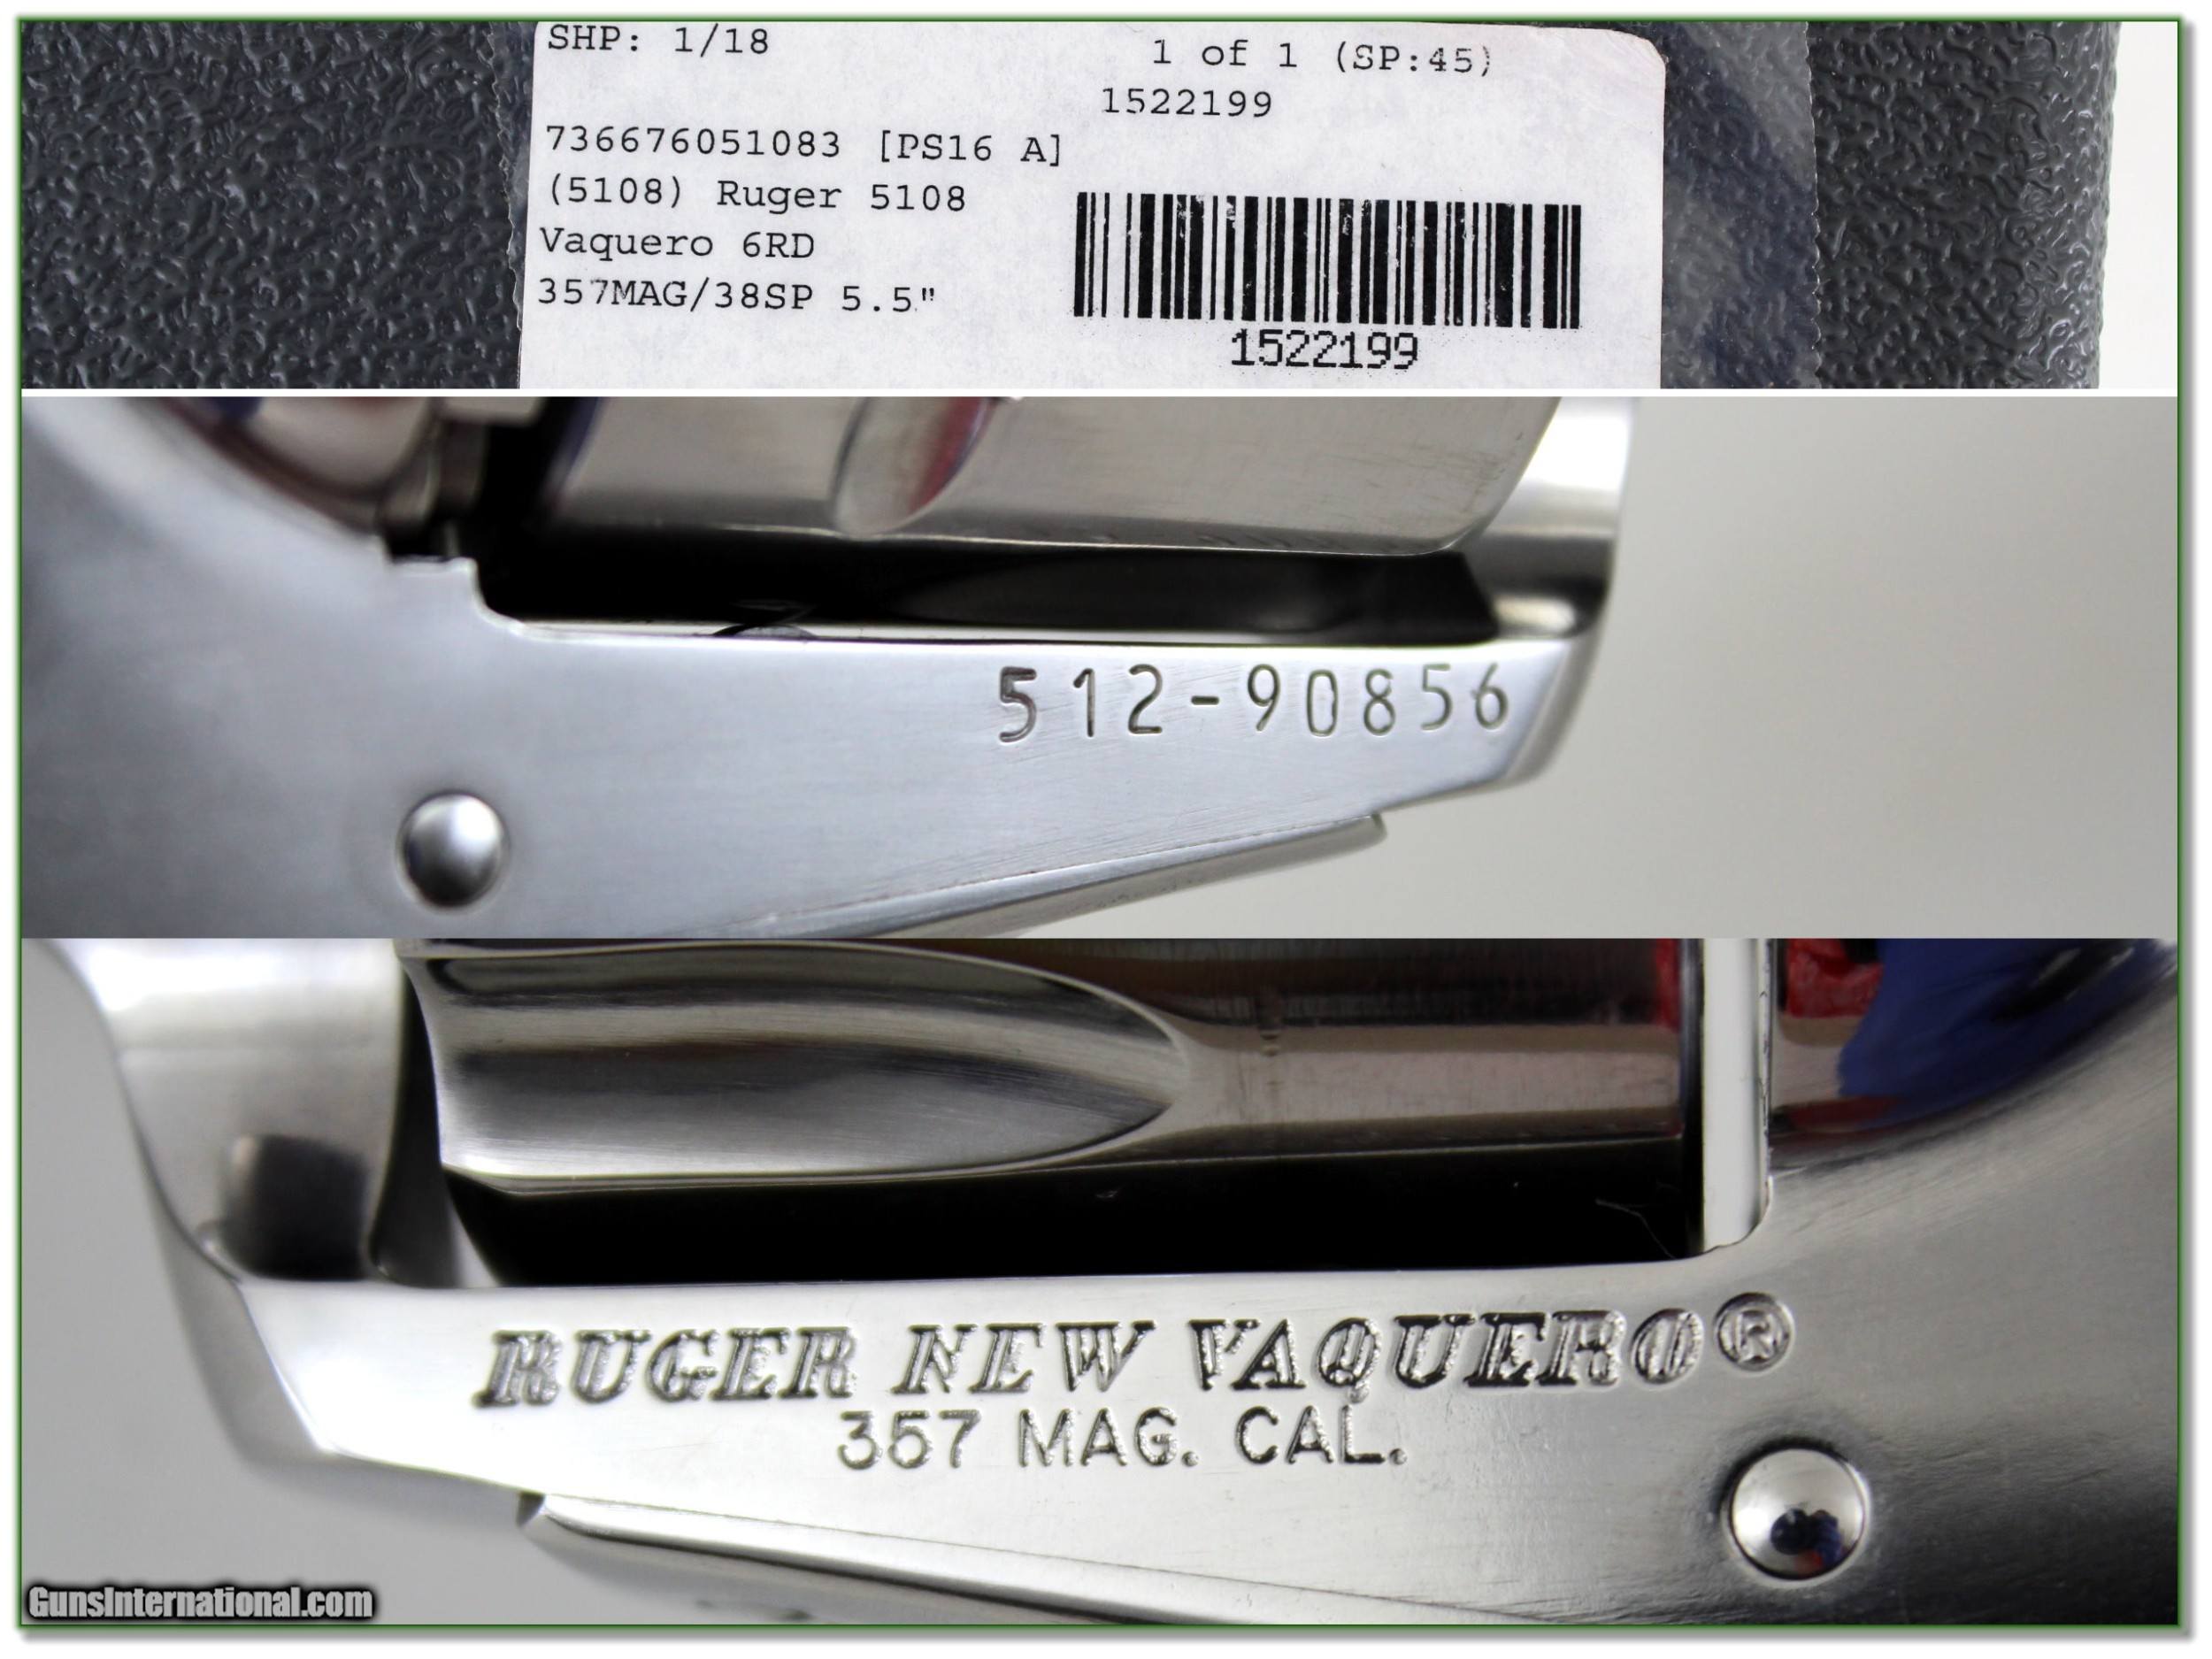 SHP: 1/18
1 of 1 (SP:45)
1522199
736676051083 [PS16 A]
(5108) Ruger 5108
Vaquero 6RD
357MAG/38SP 5.5"
1522199
512-90856
RUGER NEW VAQUERO®
357 MAG. CAL.
GunsInternational.com